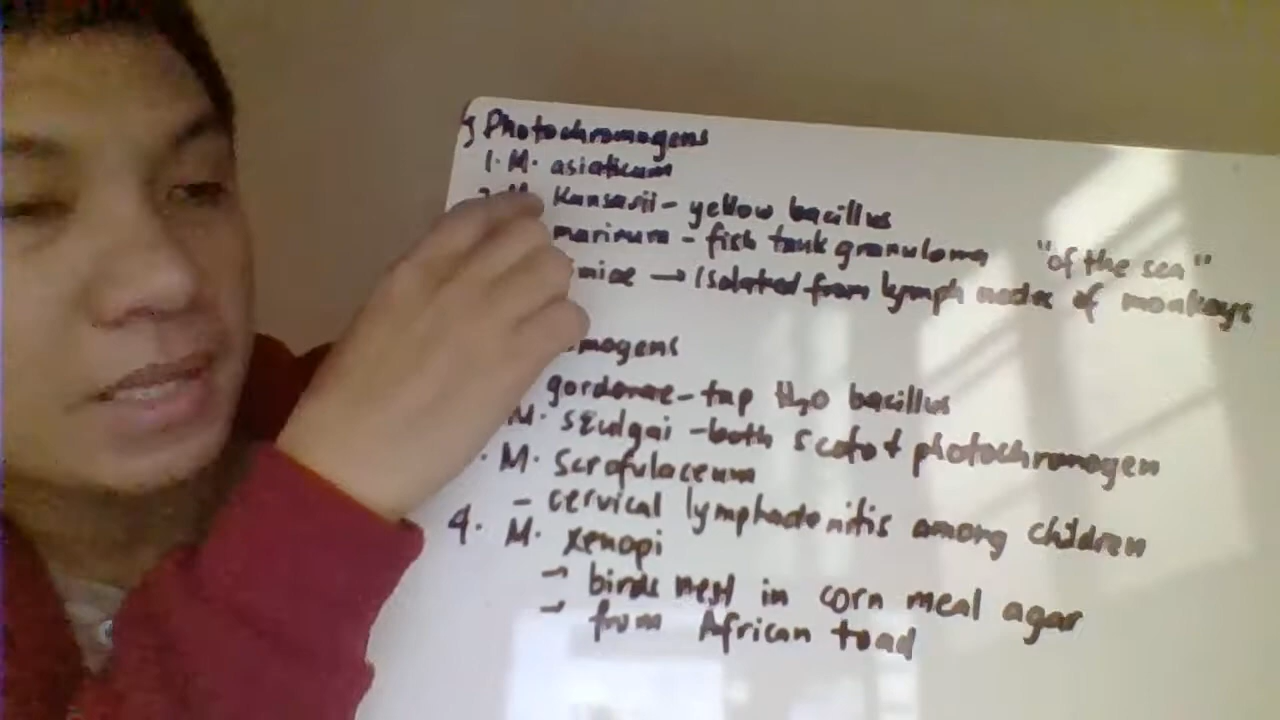 Photochromogens
1. M. asiaticum
Kansasii - yellow bacillus
marinum - fish tank granuloma "of the sea"
miae → Isolated from lymph nodes of monkeys
mogens
gordonae - tap H2O bacillus
M. szulgai - both scoto + photochromogen
M. Scrofulaceum
- cervical lymphadenitis among children
4. M. xenopi
→ birds nest in corn meal agar
→ from African toad